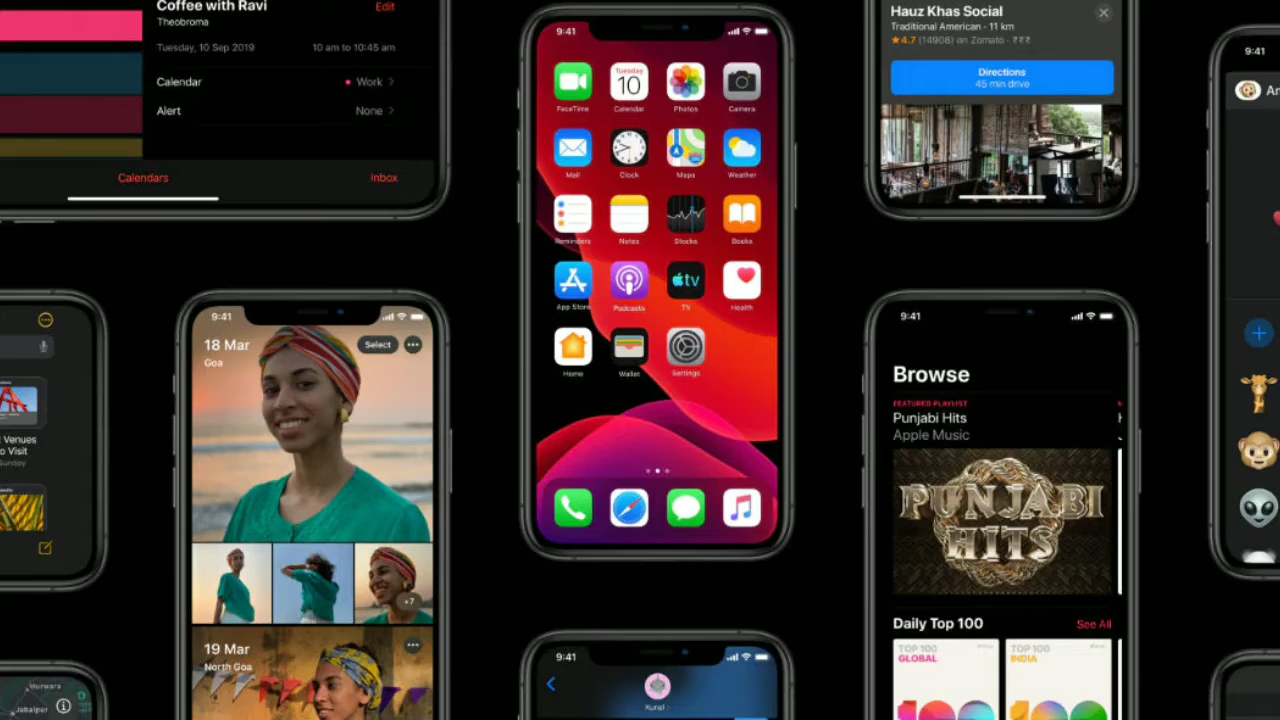 Coffee with Ravi
Edit
Theobroma
Tuesday, 10 Sep 2019
10 am to 10:45 am
Calendar
Work
Alert
None
Calendars
Inbox
9:41
Tuesday
10
FaceTime
Calendar
Photos
Camera
Mail
Clock
Maps
Weather
Reminders
Notes
Stocks
Books
tv
App Store
Podcasts
TV
Health
Home
Wallet
Settings
Hauz Khas Social
Traditional American · 11 km
★4.7 (14908) on Zomato · ₹₹₹
Directions
45 min drive
9:41
Venues
to Visit
Sunday
9:41
18 Mar
Goa
Select
+7
19 Mar
North Goa
9:41
Browse
FEATURED PLAYLIST
Punjabi Hits
Apple Music
PUNJABI
HITS
Daily Top 100
See All
TOP 100
GLOBAL
TOP 100
INDIA
100
100
9:41
Kunal
Murwara
Jabalpur